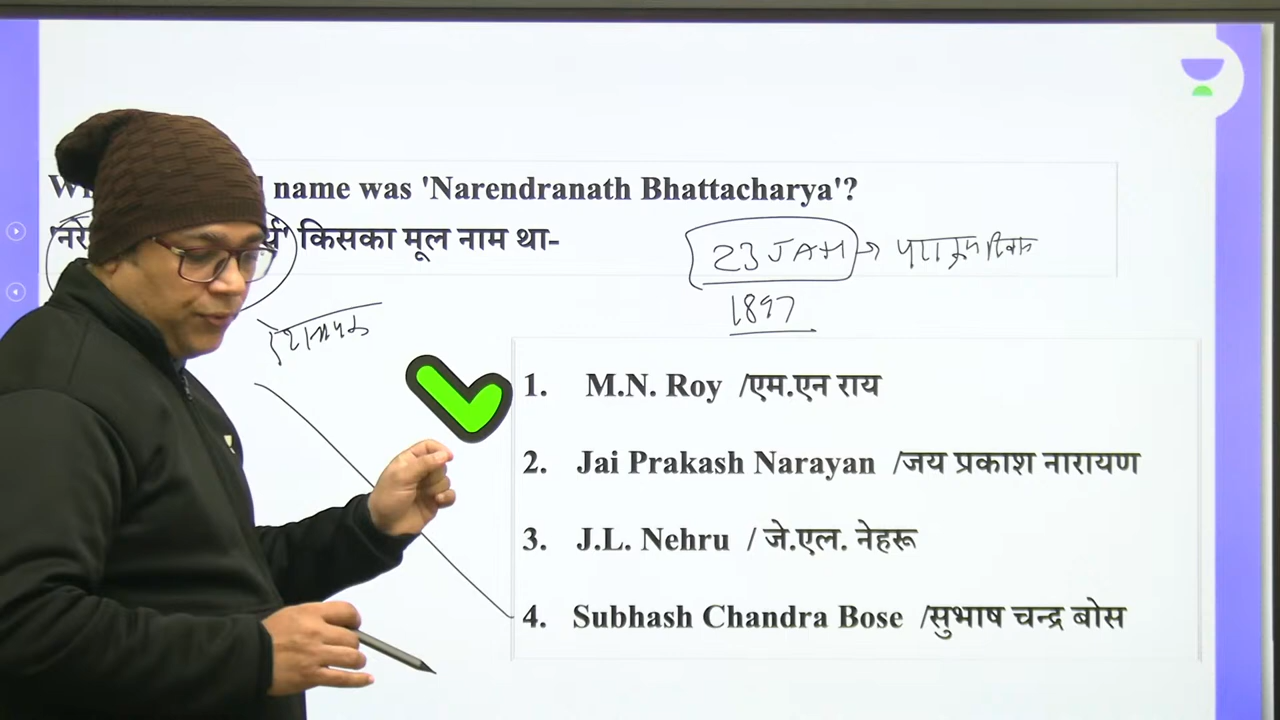 name was 'Narendranath Bhattacharya'?
किसका मूल नाम था-
23 JAN →
1897
1. M.N. Roy /एम.एन राय
2. Jai Prakash Narayan /जय प्रकाश नारायण
3. J.L. Nehru / जे.एल. नेहरू
4. Subhash Chandra Bose /सुभाष चन्द्र बोस